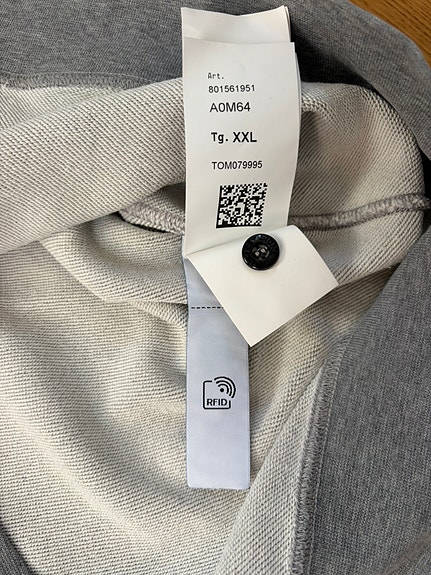 Art.
801561951
A0M64
Tg. XXL
TOM079995
RFID